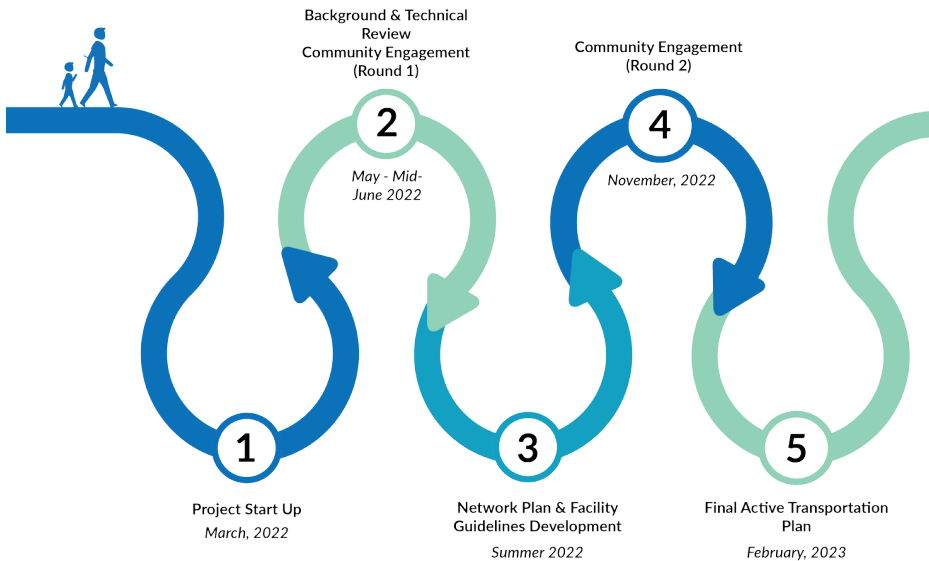 Background & Technical
Review
Community Engagement
(Round 1)
2
May - Mid-
June 2022
Community Engagement
(Round 2)
4
November, 2022
1
Project Start Up
March, 2022
3
Network Plan & Facility
Guidelines Development
Summer 2022
5
Final Active Transportation
Plan
February, 2023